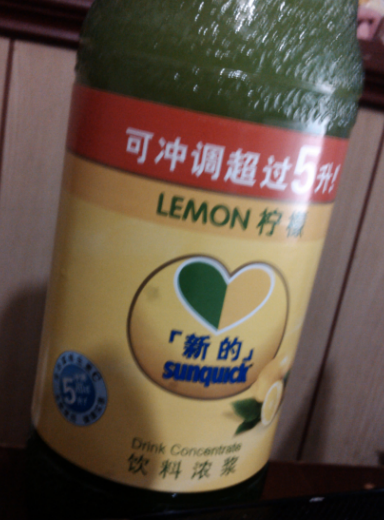 可冲调超过5升!
LEMON 柠檬
「新的」
sunquick
5
Drink Concentrate
饮料浓浆